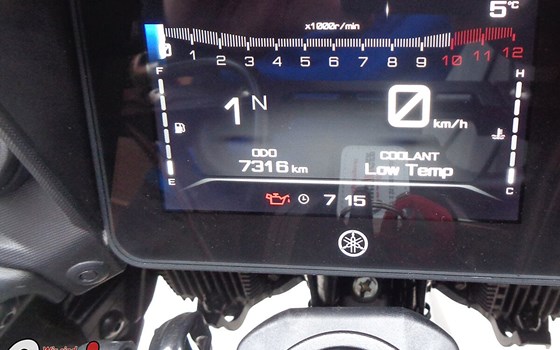 5°C
x1000r/min
1 2 3 4 5 6 7 8 9 10 11 12
F H
1 N 0 km/h
ODO COOLANT
7316 km Low Temp
E C
7 15